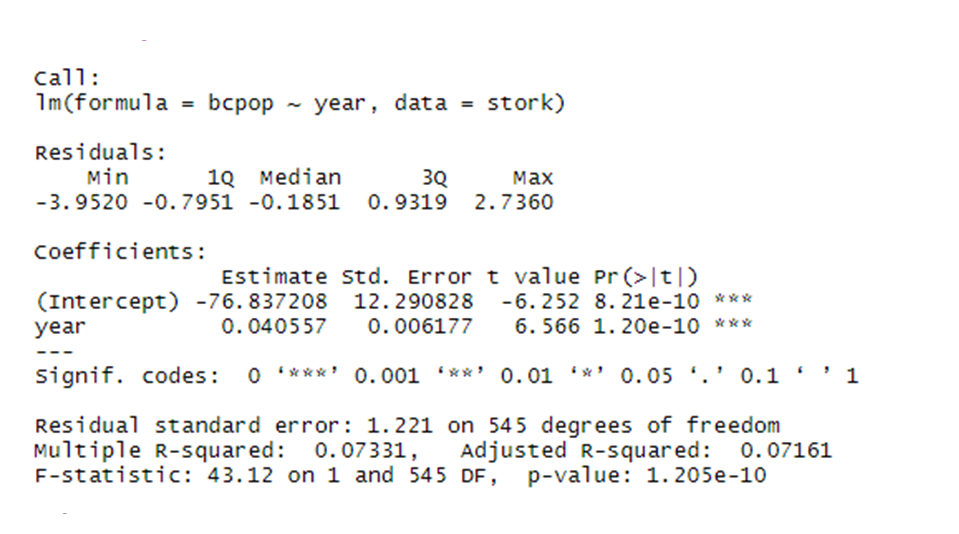 Call:
lm(formula = bcpop ~ year, data = stork)
Residuals:
Min 1Q Median 3Q Max
-3.9520 -0.7951 -0.1851 0.9319 2.7360
Coefficients:
Estimate Std. Error t value Pr(>|t|)
(Intercept) -76.837208 12.290828 -6.252 8.21e-10 ***
year 0.040557 0.006177 6.566 1.20e-10 ***
---
Signif. codes: 0 ‘***’ 0.001 ‘**’ 0.01 ‘*’ 0.05 ‘.’ 0.1 ‘ ’ 1
Residual standard error: 1.221 on 545 degrees of freedom
Multiple R-squared: 0.07331, Adjusted R-squared: 0.07161
F-statistic: 43.12 on 1 and 545 DF, p-value: 1.205e-10